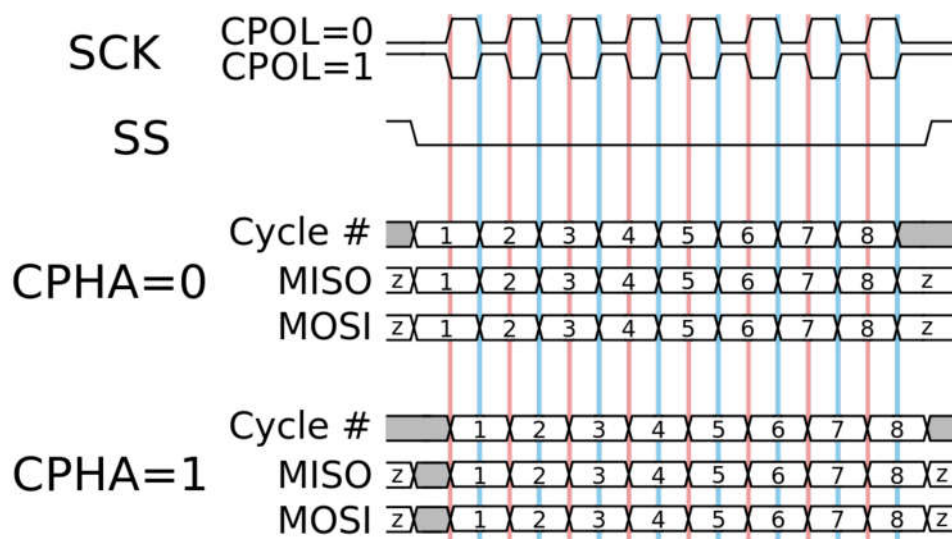 SCK CPOL=0
CPOL=1
SS
Cycle # 1 2 3 4 5 6 7 8
CPHA=0 MISO z 1 2 3 4 5 6 7 8 z
MOSI z 1 2 3 4 5 6 7 8 z
Cycle # 1 2 3 4 5 6 7 8
CPHA=1 MISO z 1 2 3 4 5 6 7 8 z
MOSI z 1 2 3 4 5 6 7 8 z